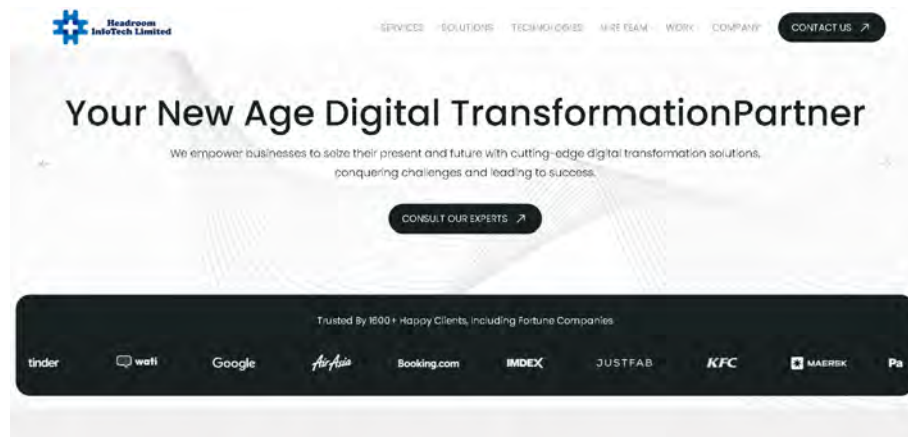 Headroom
InfoTech Limited
SERVICES SOLUTIONS TECHNOLOGIES HIRE TEAM WORK COMPANY CONTACT US
Your New Age Digital TransformationPartner
We empower businesses to seize their present and future with cutting-edge digital transformation solutions,
conquering challenges and leading to success.
CONSULT OUR EXPERTS
Trusted By 1600+ Happy Clients, Including Fortune Companies
tinder wati Google AirAsia Booking.com IMDEX JUSTFAB KFC MAERSK Pa